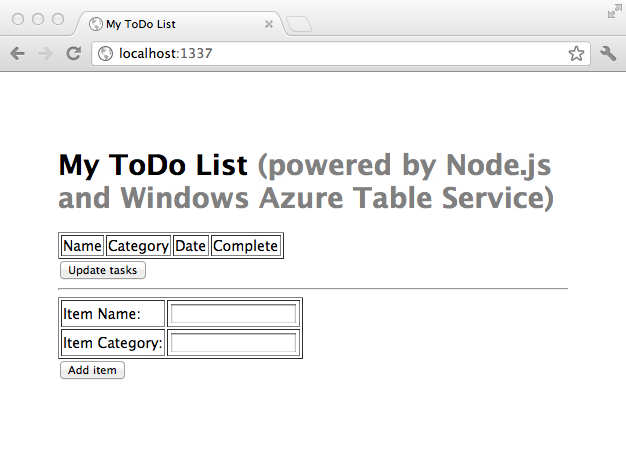 My ToDo List
localhost:1337
My ToDo List (powered by Node.js
and Windows Azure Table Service)
Name Category Date Complete
Update tasks
Item Name:
Item Category:
Add item